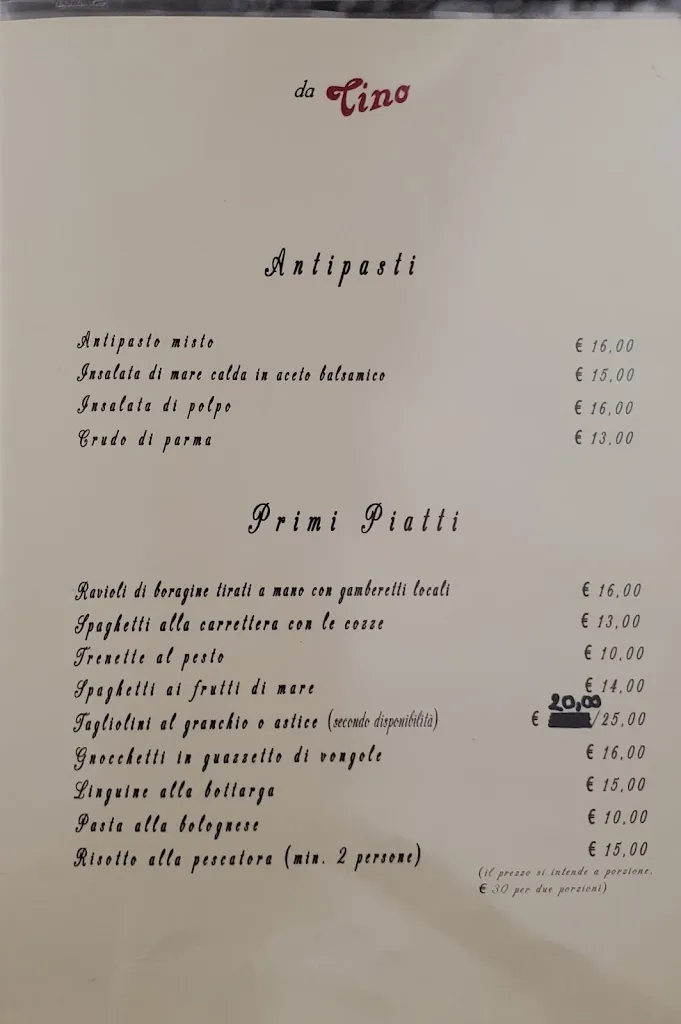 da Tino
Antipasti
Antipasto misto € 16,00
Insalata di mare calda in aceto balsamico € 15,00
Insalata di polpo € 16,00
Crudo di parma € 13,00
Primi Piatti
Ravioli di boragine tirati a mano con gamberetti locali € 16,00
Spaghetti alla carrettera con le cozze € 13,00
Trenette al pesto € 10,00
Spaghetti ai frutti di mare € 14,00
20,00
Tagliolini al granchio o astice (secondo disponibilità) € /25,00
Gnocchetti in guazzetto di vongole € 16,00
Linguine alla bottarga € 15,00
Pasta alla bolognese € 10,00
Risotto alla pescatora (min. 2 persone) € 15,00
(il prezzo si intende a porzione.
€ 30 per due porzioni)